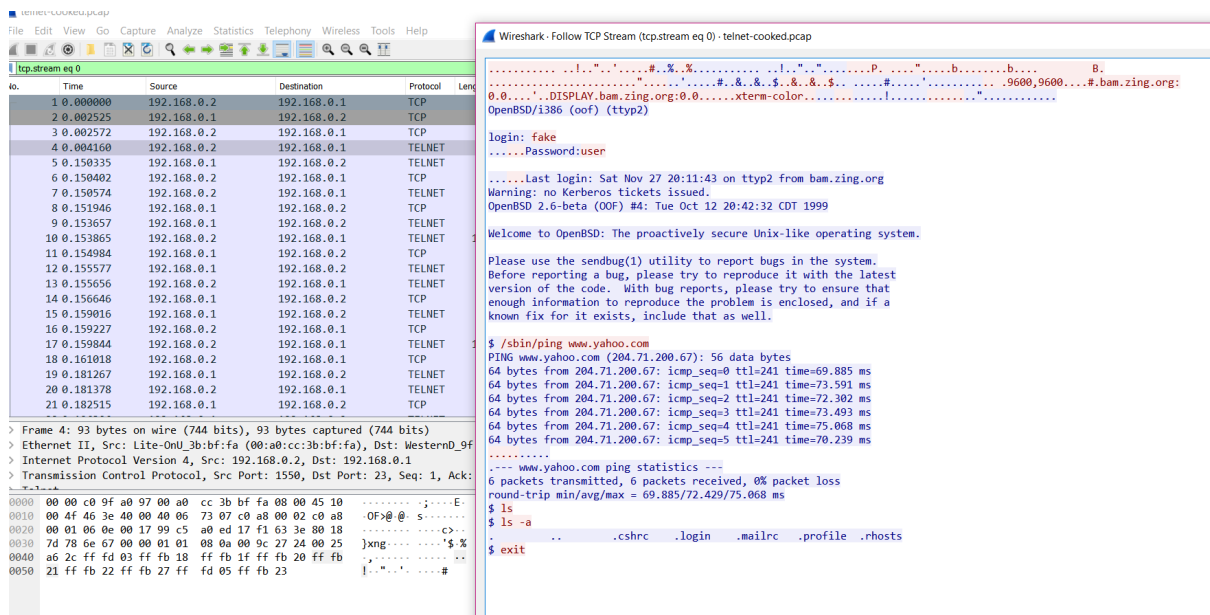 telnet-cooked.pcap
File Edit View Go Capture Analyze Statistics Telephony Wireless Tools Help
tcp.stream eq 0
No. Time Source Destination Protocol Leng
1 0.000000 192.168.0.2 192.168.0.1 TCP
2 0.002525 192.168.0.1 192.168.0.2 TCP
3 0.002572 192.168.0.2 192.168.0.1 TCP
4 0.004160 192.168.0.2 192.168.0.1 TELNET
5 0.150335 192.168.0.1 192.168.0.2 TELNET
6 0.150402 192.168.0.2 192.168.0.1 TCP
7 0.150574 192.168.0.2 192.168.0.1 TELNET
8 0.151946 192.168.0.1 192.168.0.2 TCP
9 0.153657 192.168.0.1 192.168.0.2 TELNET
10 0.153865 192.168.0.2 192.168.0.1 TELNET 1
11 0.154984 192.168.0.1 192.168.0.2 TCP
12 0.155577 192.168.0.1 192.168.0.2 TELNET
13 0.155656 192.168.0.2 192.168.0.1 TELNET
14 0.156646 192.168.0.1 192.168.0.2 TCP
15 0.159016 192.168.0.1 192.168.0.2 TELNET
16 0.159227 192.168.0.2 192.168.0.1 TCP
17 0.159844 192.168.0.2 192.168.0.1 TELNET 1
18 0.161018 192.168.0.1 192.168.0.2 TCP
19 0.181267 192.168.0.1 192.168.0.2 TELNET
20 0.181378 192.168.0.2 192.168.0.1 TELNET
21 0.182515 192.168.0.1 192.168.0.2 TCP
> Frame 4: 93 bytes on wire (744 bits), 93 bytes captured (744 bits)
> Ethernet II, Src: Lite-OnU_3b:bf:fa (00:a0:cc:3b:bf:fa), Dst: WesternD_9f
> Internet Protocol Version 4, Src: 192.168.0.2, Dst: 192.168.0.1
> Transmission Control Protocol, Src Port: 1550, Dst Port: 23, Seq: 1, Ack:
0000 00 00 c0 9f a0 97 00 a0 cc 3b bf fa 08 00 45 10 ········ ·;····E·
0010 00 4f 46 3e 40 00 40 06 73 07 c0 a8 00 02 c0 a8 ·OF>@·@· s·······
0020 00 01 06 0e 00 17 99 c5 a0 ed 17 f1 63 3e 80 18 ········ ····c>··
0030 7d 78 6e 67 00 00 01 01 08 0a 00 9c 27 24 00 25 }xng···· ····'$·%
0040 a6 2c ff fd 03 ff fb 18 ff fb 1f ff fb 20 ff fb ·,······ ····· ··
0050 21 ff fb 22 ff fb 27 ff fd 05 ff fb 23 !··"··'· ····#
Wireshark · Follow TCP Stream (tcp.stream eq 0) · telnet-cooked.pcap
........... ..!.."..'.....#..%..%...........!.."..".......P. ...."......b........b.... B.
........................"......'.....#..&..&..$..&..&..$.. .....#.....'...........9600,9600....#.bam.zing.org:
0.0....'..DISPLAY.bam.zing.org:0.0......xterm-color.............!.............."............
OpenBSD/i386 (oof) (ttyp2)
login: fake
......Password:user
......Last login: Sat Nov 27 20:11:43 on ttyp2 from bam.zing.org
Warning: no Kerberos tickets issued.
OpenBSD 2.6-beta (OOF) #4: Tue Oct 12 20:42:32 CDT 1999
Welcome to OpenBSD: The proactively secure Unix-like operating system.
Please use the sendbug(1) utility to report bugs in the system.
Before reporting a bug, please try to reproduce it with the latest
version of the code. With bug reports, please try to ensure that
enough information to reproduce the problem is enclosed, and if a
known fix for it exists, include that as well.
$ /sbin/ping www.yahoo.com
PING www.yahoo.com (204.71.200.67): 56 data bytes
64 bytes from 204.71.200.67: icmp_seq=0 ttl=241 time=69.885 ms
64 bytes from 204.71.200.67: icmp_seq=1 ttl=241 time=73.591 ms
64 bytes from 204.71.200.67: icmp_seq=2 ttl=241 time=72.302 ms
64 bytes from 204.71.200.67: icmp_seq=3 ttl=241 time=73.493 ms
64 bytes from 204.71.200.67: icmp_seq=4 ttl=241 time=75.068 ms
64 bytes from 204.71.200.67: icmp_seq=5 ttl=241 time=70.239 ms
..........
.--- www.yahoo.com ping statistics ---
6 packets transmitted, 6 packets received, 0% packet loss
round-trip min/avg/max = 69.885/72.429/75.068 ms
$ ls
$ ls -a
. .. .cshrc .login .mailrc .profile .rhosts
$ exit